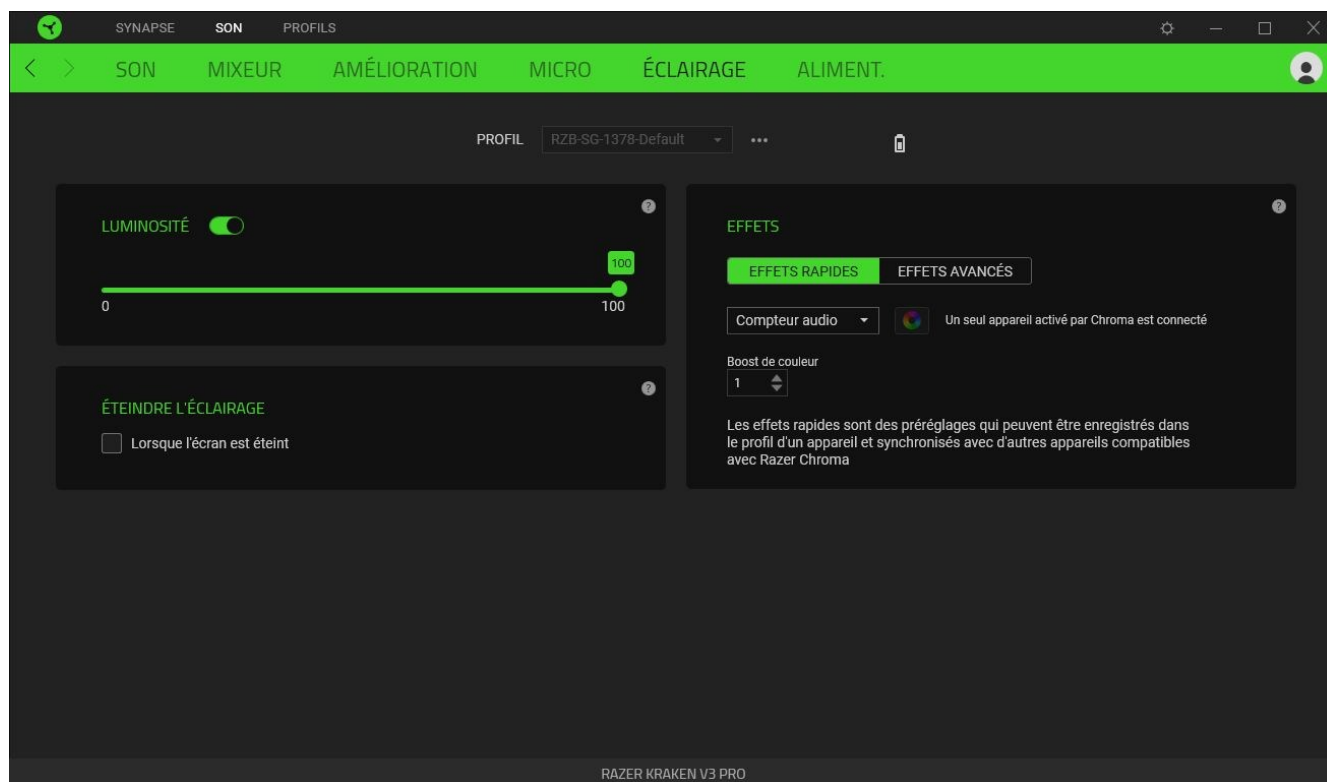 SYNAPSE SON PROFILS
SON MIXEUR AMÉLIORATION MICRO ÉCLAIRAGE ALIMENT.
PROFIL RZB-SG-1378-Default
LUMINOSITÉ
100
0 100
ÉTEINDRE L'ÉCLAIRAGE
Lorsque l'écran est éteint
EFFETS
EFFETS RAPIDES EFFETS AVANCÉS
Compteur audio Un seul appareil activé par Chroma est connecté
Boost de couleur
1
Les effets rapides sont des préréglages qui peuvent être enregistrés dans
le profil d'un appareil et synchronisés avec d'autres appareils compatibles
avec Razer Chroma
RAZER KRAKEN V3 PRO